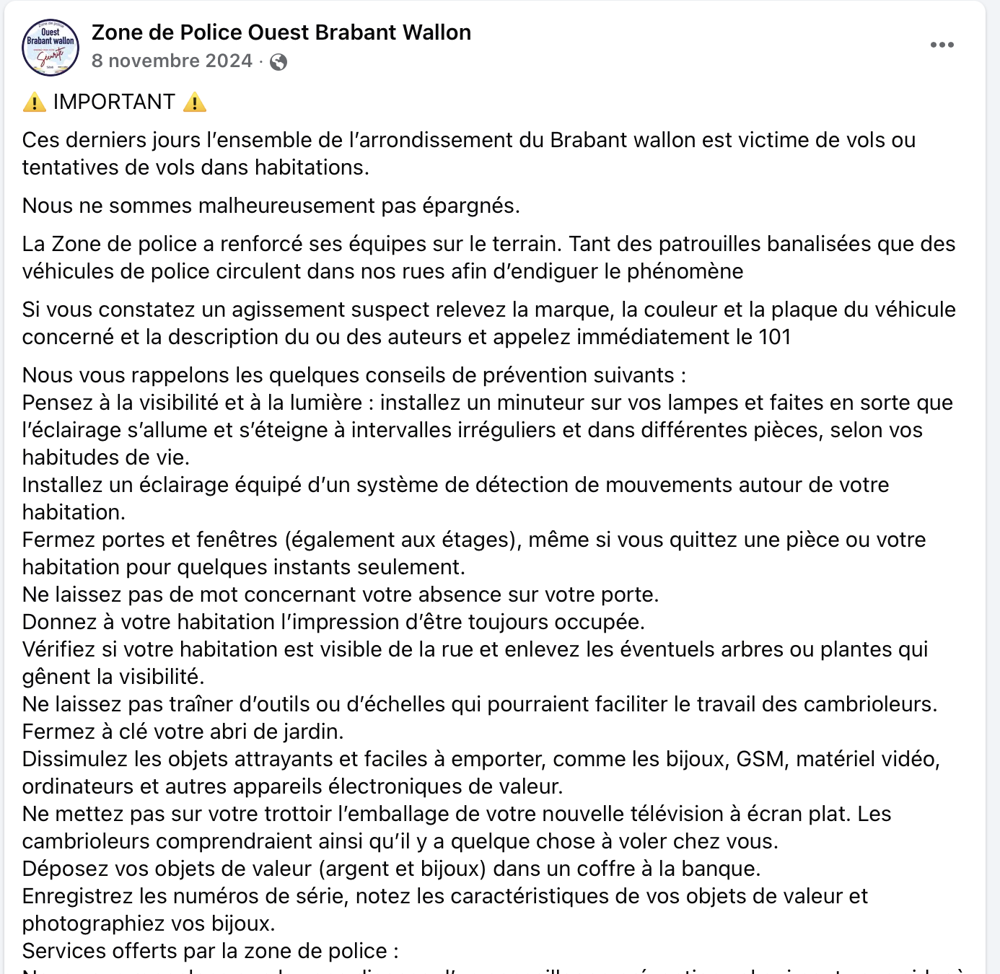 Zone de police
Ouest
Brabant wallon
Sécurité
5268
Zone de Police Ouest Brabant Wallon
8 novembre 2024 ·
⚠️ IMPORTANT ⚠️
Ces derniers jours l’ensemble de l’arrondissement du Brabant wallon est victime de vols ou
tentatives de vols dans habitations.
Nous ne sommes malheureusement pas épargnés.
La Zone de police a renforcé ses équipes sur le terrain. Tant des patrouilles banalisées que des
véhicules de police circulent dans nos rues afin d’endiguer le phénomène
Si vous constatez un agissement suspect relevez la marque, la couleur et la plaque du véhicule
concerné et la description du ou des auteurs et appelez immédiatement le 101
Nous vous rappelons les quelques conseils de prévention suivants :
Pensez à la visibilité et à la lumière : installez un minuteur sur vos lampes et faites en sorte que
l’éclairage s’allume et s’éteigne à intervalles irréguliers et dans différentes pièces, selon vos
habitudes de vie.
Installez un éclairage équipé d’un système de détection de mouvements autour de votre
habitation.
Fermez portes et fenêtres (également aux étages), même si vous quittez une pièce ou votre
habitation pour quelques instants seulement.
Ne laissez pas de mot concernant votre absence sur votre porte.
Donnez à votre habitation l’impression d’être toujours occupée.
Vérifiez si votre habitation est visible de la rue et enlevez les éventuels arbres ou plantes qui
gênent la visibilité.
Ne laissez pas traîner d’outils ou d’échelles qui pourraient faciliter le travail des cambrioleurs.
Fermez à clé votre abri de jardin.
Dissimulez les objets attrayants et faciles à emporter, comme les bijoux, GSM, matériel vidéo,
ordinateurs et autres appareils électroniques de valeur.
Ne mettez pas sur votre trottoir l’emballage de votre nouvelle télévision à écran plat. Les
cambrioleurs comprendraient ainsi qu’il y a quelque chose à voler chez vous.
Déposez vos objets de valeur (argent et bijoux) dans un coffre à la banque.
Enregistrez les numéros de série, notez les caractéristiques de vos objets de valeur et
photographiez vos bijoux.
Services offerts par la zone de police :